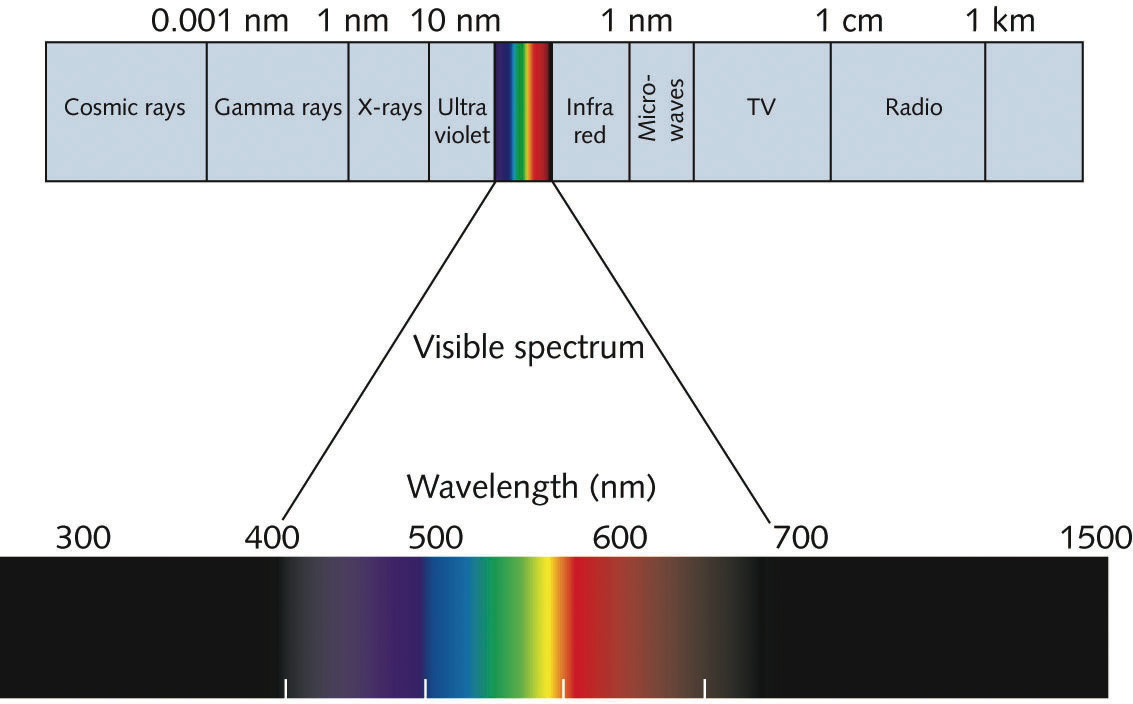 0.001 nm 1 nm 10 nm 1 nm 1 cm 1 km
Cosmic rays
Gamma rays
X-rays
Ultra
violet
Infra
red
Micro-
waves
TV
Radio
Visible spectrum
Wavelength (nm)
300 400 500 600 700 1500